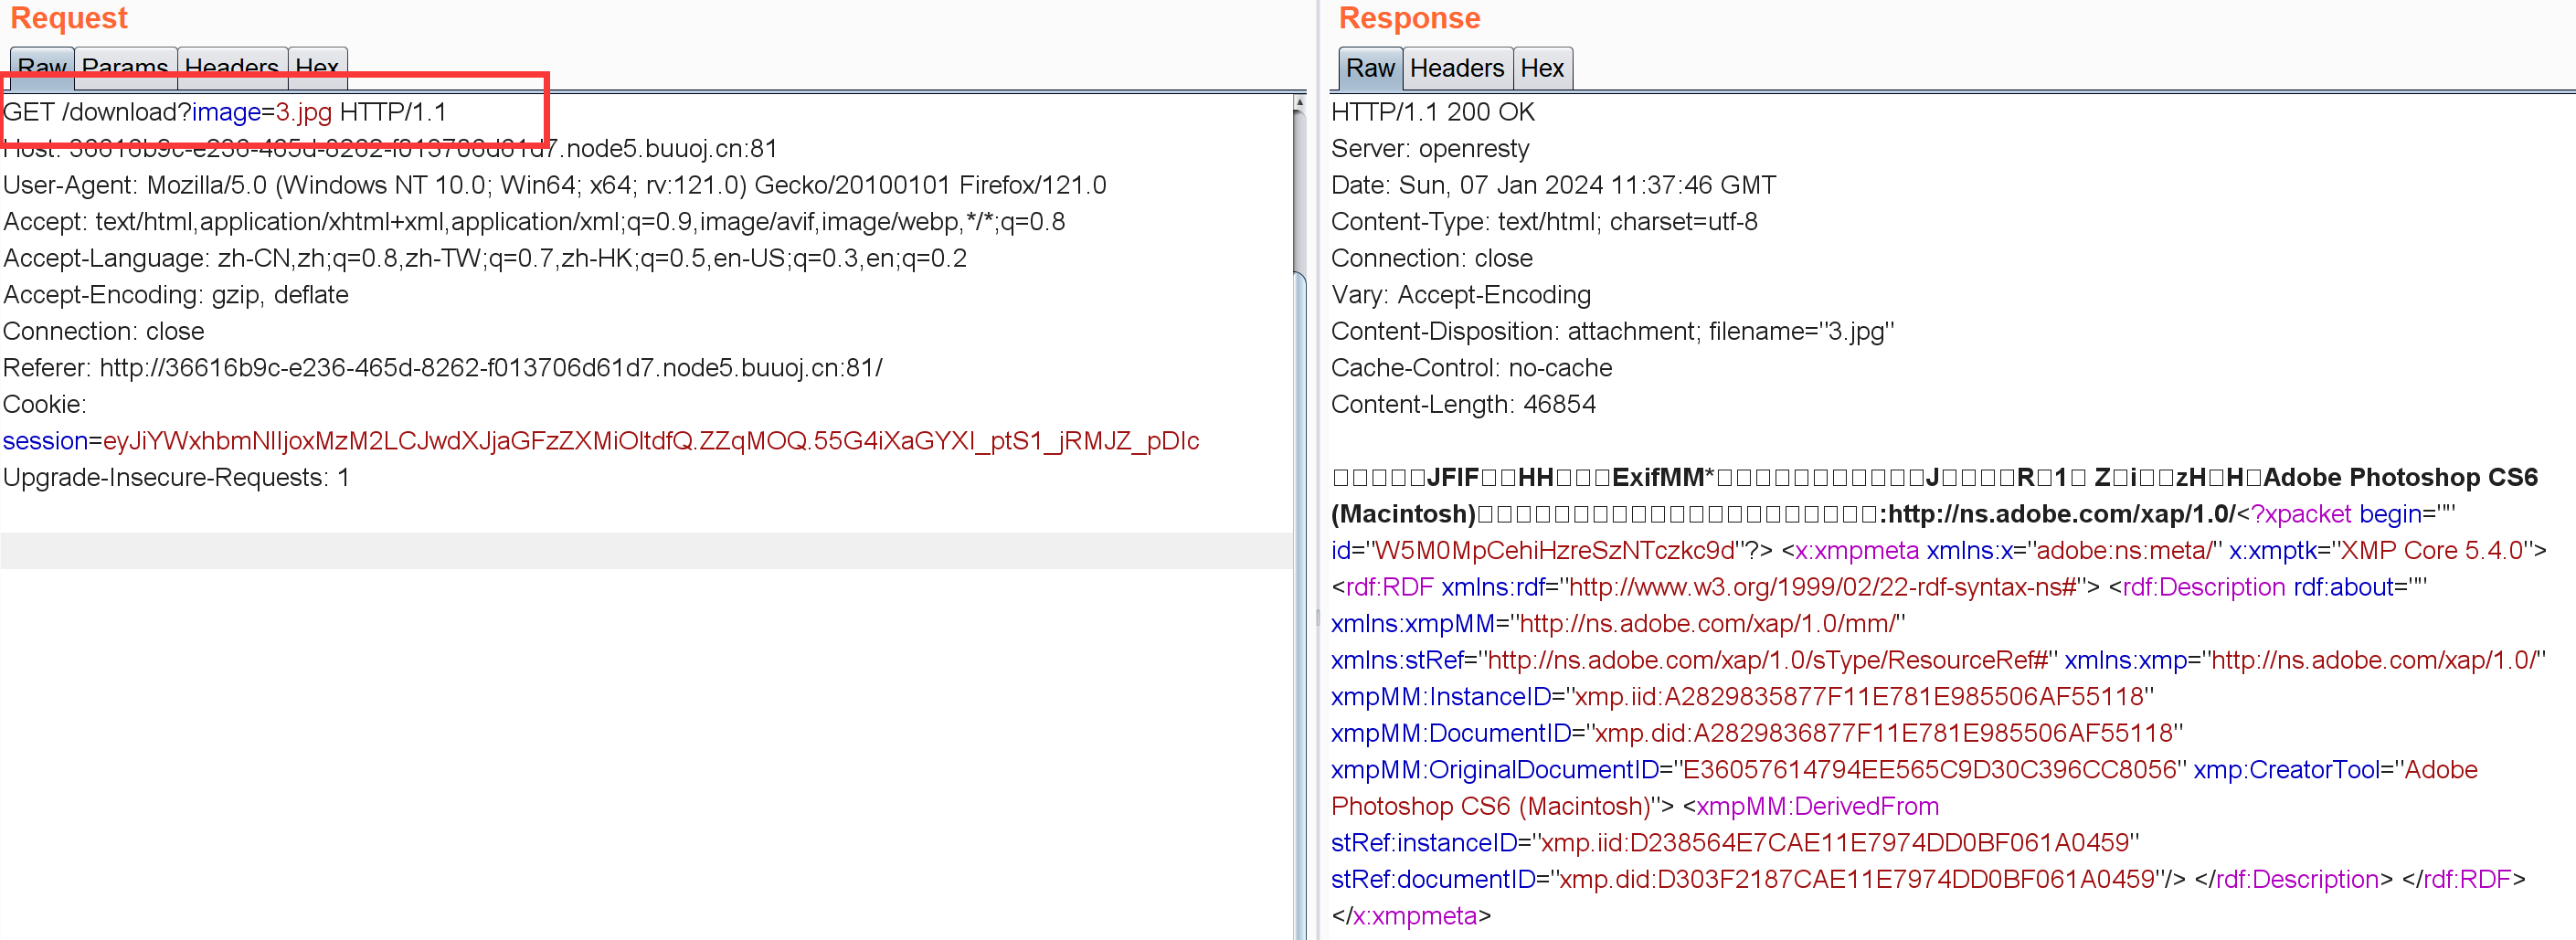 Request
Raw Params Headers Hex
GET /download?image=3.jpg HTTP/1.1
Host: 36616b9c-e236-465d-8262-f013706d61d7.node5.buuoj.cn:81
User-Agent: Mozilla/5.0 (Windows NT 10.0; Win64; x64; rv:121.0) Gecko/20100101 Firefox/121.0
Accept: text/html,application/xhtml+xml,application/xml;q=0.9,image/avif,image/webp,*/*;q=0.8
Accept-Language: zh-CN,zh;q=0.8,zh-TW;q=0.7,zh-HK;q=0.5,en-US;q=0.3,en;q=0.2
Accept-Encoding: gzip, deflate
Connection: close
Referer: http://36616b9c-e236-465d-8262-f013706d61d7.node5.buuoj.cn:81/
Cookie:
session=eyJiYWxhbmNlIjoxMzM2LCJwdXJjaGFzZXMiOltdfQ.ZZqMOQ.55G4iXaGYXI_ptS1_jRMJZ_pDIc
Upgrade-Insecure-Requests: 1
Response
Raw Headers Hex
HTTP/1.1 200 OK
Server: openresty
Date: Sun, 07 Jan 2024 11:37:46 GMT
Content-Type: text/html; charset=utf-8
Connection: close
Vary: Accept-Encoding
Content-Disposition: attachment; filename="3.jpg"
Cache-Control: no-cache
Content-Length: 46854
□□□□□JFIF□□HH□□□ExifMM*□□□□□□□□□□□J□□□□R□1□ Z□i□□zH□H□Adobe Photoshop CS6
(Macintosh)□□□□□□□□□□□□□□□□□□□□□:http://ns.adobe.com/xap/1.0/<?xpacket begin=""
id="W5M0MpCehiHzreSzNTczkc9d"?> <x:xmpmeta xmlns:x="adobe:ns:meta/" x:xmptk="XMP Core 5.4.0">
<rdf:RDF xmlns:rdf="http://www.w3.org/1999/02/22-rdf-syntax-ns#"> <rdf:Description rdf:about=""
xmlns:xmpMM="http://ns.adobe.com/xap/1.0/mm/"
xmlns:stRef="http://ns.adobe.com/xap/1.0/sType/ResourceRef#" xmlns:xmp="http://ns.adobe.com/xap/1.0/"
xmpMM:InstanceID="xmp.iid:A2829835877F11E781E985506AF55118"
xmpMM:DocumentID="xmp.did:A2829836877F11E781E985506AF55118"
xmpMM:OriginalDocumentID="E36057614794EE565C9D30C396CC8056" xmp:CreatorTool="Adobe
Photoshop CS6 (Macintosh)"> <xmpMM:DerivedFrom
stRef:instanceID="xmp.iid:D238564E7CAE11E7974DD0BF061A0459"
stRef:documentID="xmp.did:D303F2187CAE11E7974DD0BF061A0459"/> </rdf:Description> </rdf:RDF>
</x:xmpmeta>